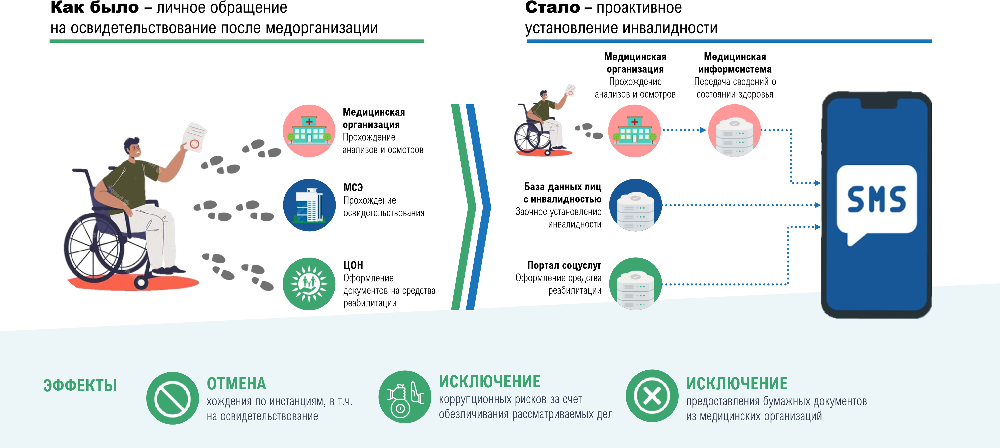 Как было – личное обращение
на освидетельствование после медорганизации
Медицинская
организация
Прохождение
анализов и осмотров
МСЭ
Прохождение
освидетельствования
ЦОН
Оформление
документов на средства
реабилитации
Стало – проактивное
установление инвалидности
Медицинская
организация
Прохождение
анализов и осмотров
Медицинская
информсистема
Передача сведений о
состоянии здоровья
База данных лиц
с инвалидностью
Заочное установление
инвалидности
Портал соцуслуг
Оформление средства
реабилитации
SMS
ЭФФЕКТЫ
ОТМЕНА
хождения по инстанциям, в т.ч.
на освидетельствование
ИСКЛЮЧЕНИЕ
коррупционных рисков за счет
обезличивания рассматриваемых дел
ИСКЛЮЧЕНИЕ
предоставления бумажных документов
из медицинских организаций